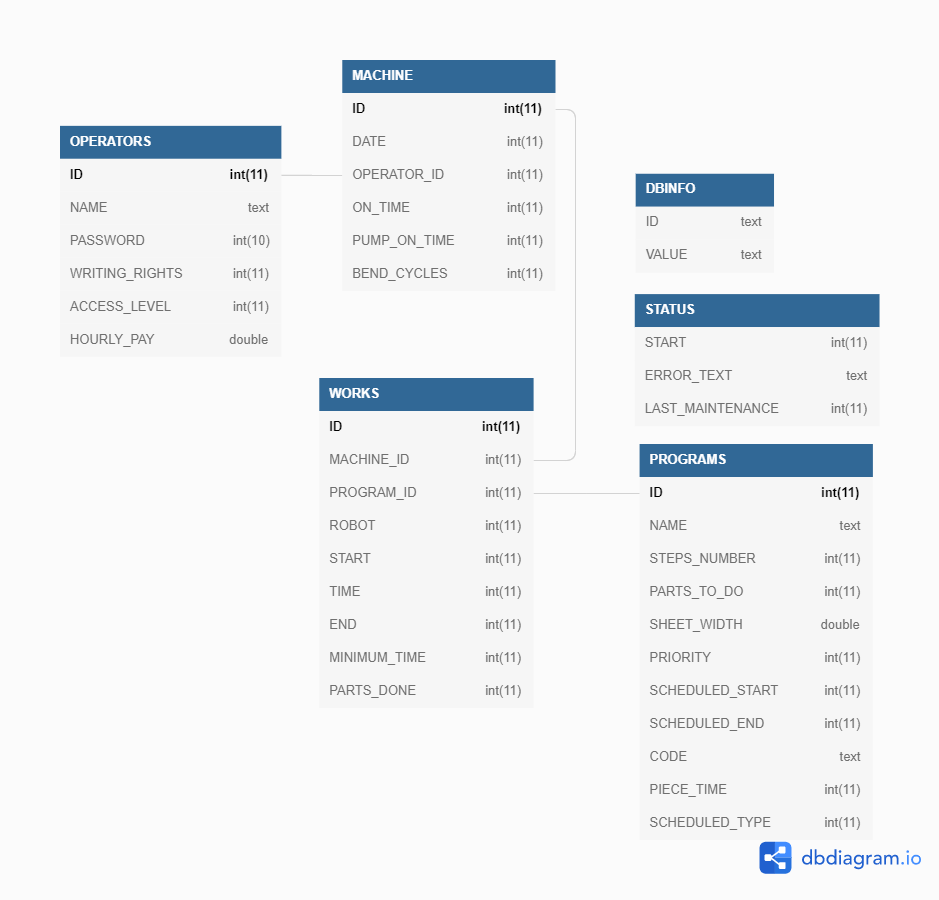 MACHINE
ID int(11)
DATE int(11)
OPERATOR_ID int(11)
ON_TIME int(11)
PUMP_ON_TIME int(11)
BEND_CYCLES int(11)
OPERATORS
ID int(11)
NAME text
PASSWORD int(10)
WRITING_RIGHTS int(11)
ACCESS_LEVEL int(11)
HOURLY_PAY double
DBINFO
ID text
VALUE text
STATUS
START int(11)
ERROR_TEXT text
LAST_MAINTENANCE int(11)
WORKS
ID int(11)
MACHINE_ID int(11)
PROGRAM_ID int(11)
ROBOT int(11)
START int(11)
TIME int(11)
END int(11)
MINIMUM_TIME int(11)
PARTS_DONE int(11)
PROGRAMS
ID int(11)
NAME text
STEPS_NUMBER int(11)
PARTS_TO_DO int(11)
SHEET_WIDTH double
PRIORITY int(11)
SCHEDULED_START int(11)
SCHEDULED_END int(11)
CODE text
PIECE_TIME int(11)
SCHEDULED_TYPE int(11)
dbdiagram.io